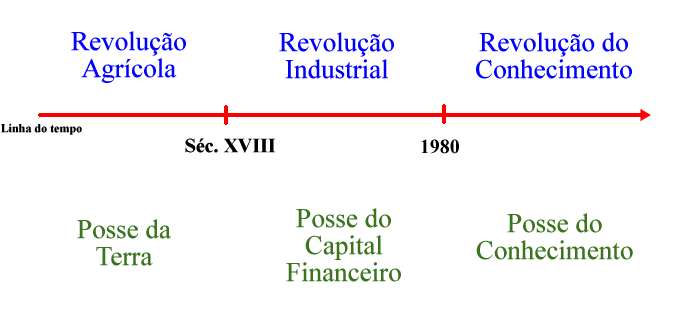 Revolução
Agrícola
Revolução
Industrial
Revolução do
Conhecimento
Linha do tempo
Séc. XVIII
1980
Posse da
Terra
Posse do
Capital
Financeiro
Posse do
Conhecimento